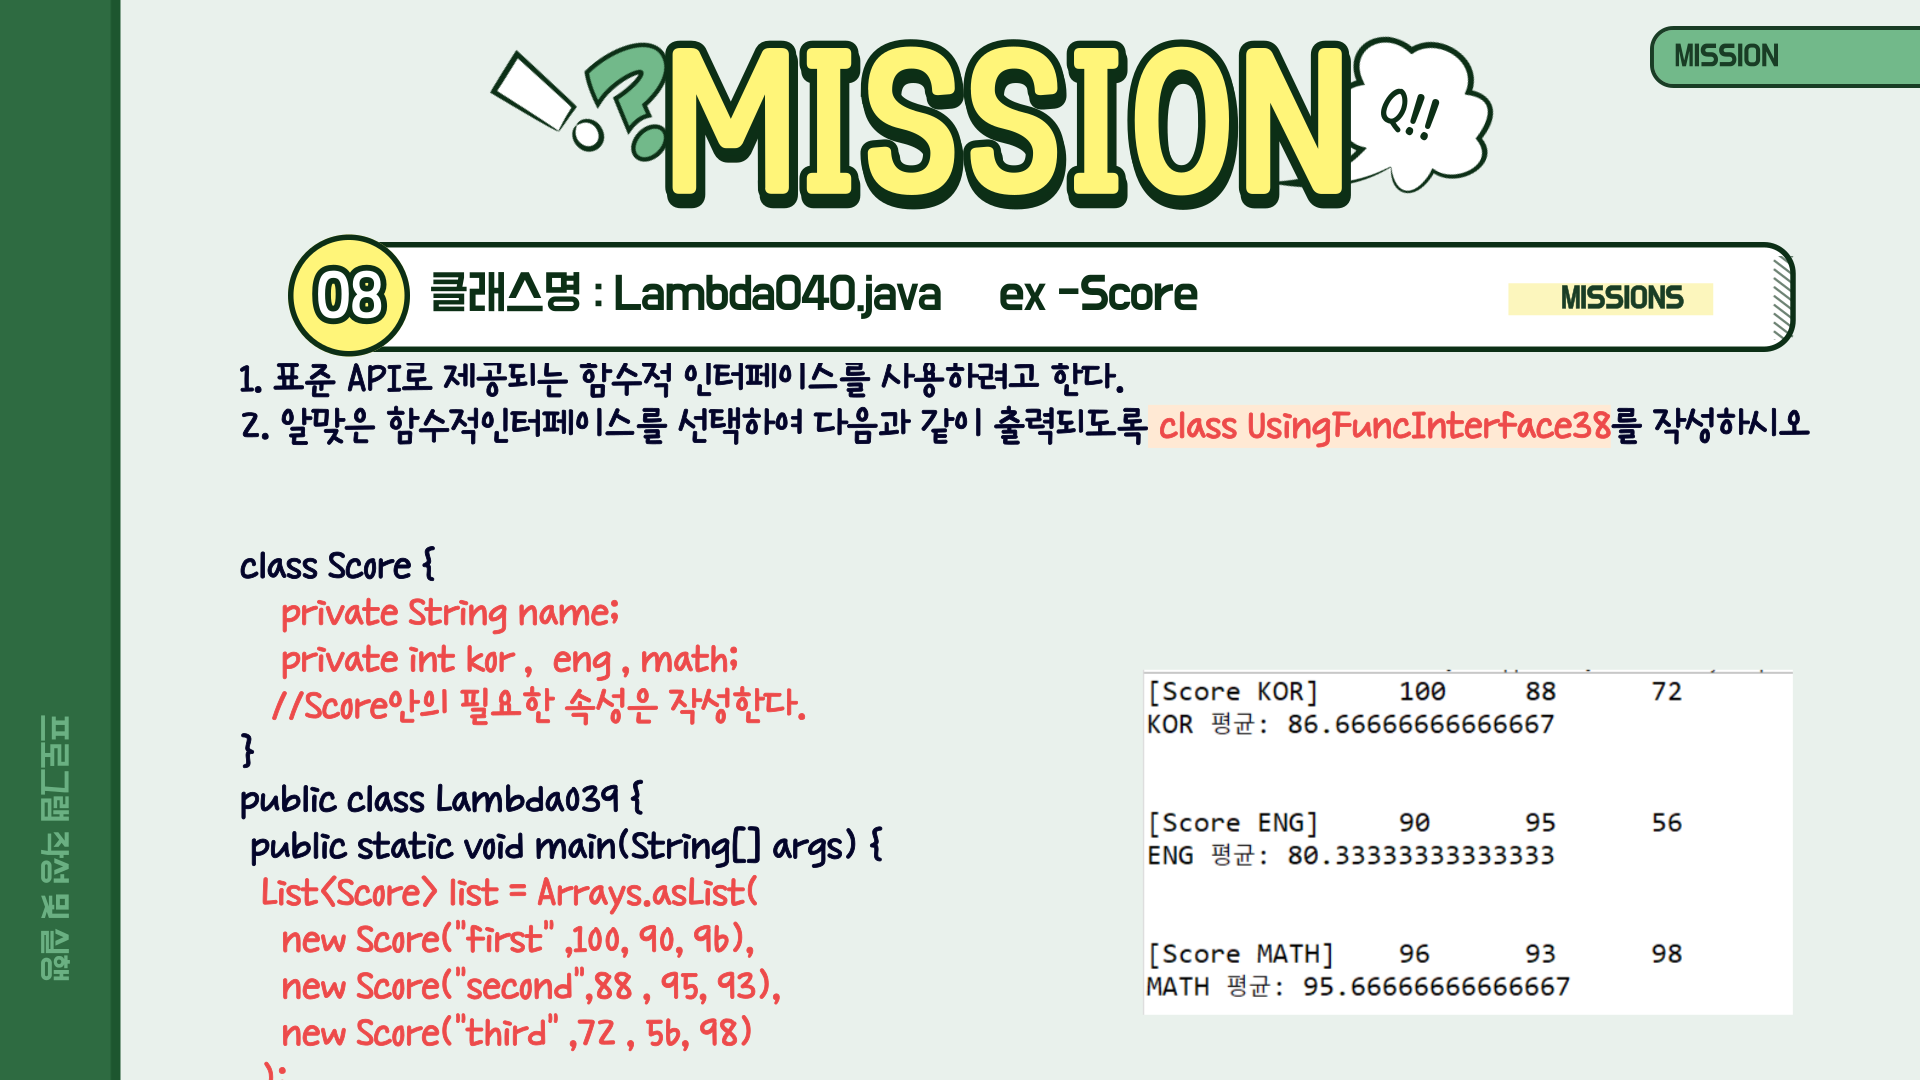 MISSION
!?
MISSION
Q!!
08
클래스명 : Lambda040.java ex -Score
MISSIONS
1. 표준 API로 제공되는 함수적 인터페이스를 사용하려고 한다.
2. 알맞은 함수적인터페이스를 선택하여 다음과 같이 출력되도록 class UsingFuncInterface38를 작성하시오
class Score {
private String name;
private int kor , eng , math;
//Score안의 필요한 속성은 작성한다.
}
public class Lambda039 {
public static void main(String[] args) {
List<Score> list = Arrays.asList(
new Score("first" ,100, 90, 96),
new Score("second",88 , 95, 93),
new Score("third" ,72 , 56, 98)
);
[Score KOR] 100 88 72
KOR 평균: 86.66666666666667
[Score ENG] 90 95 56
ENG 평균: 80.33333333333333
[Score MATH] 96 93 98
MATH 평균: 95.66666666666667
프로그램 작성 및 실행